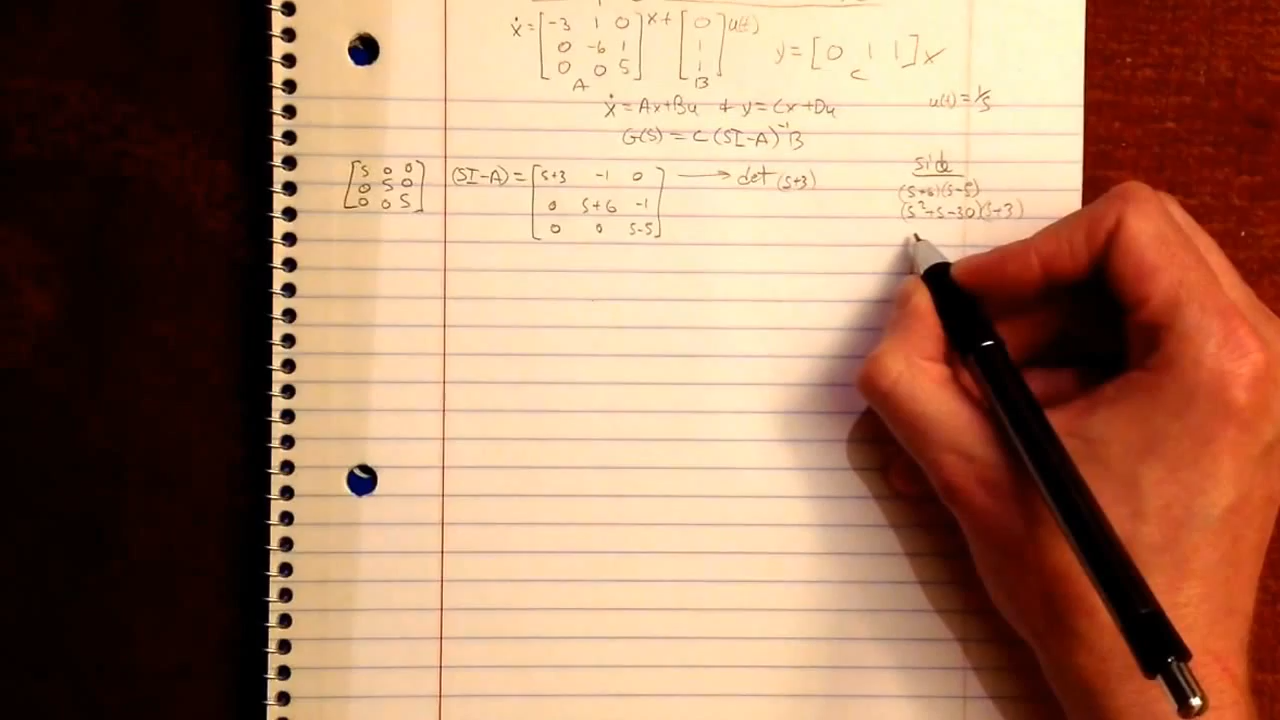 ẋ = [-3 1 0 x + [0 u(t)
0 -6 1 1 y = [0 1 1] x
0 0 5] 1] C
A B
ẋ = Ax+Bu & y = Cx+Du u(t) = 1/s
G(s) = C(SI-A)⁻¹B
side
[s 0 0 (SI-A) = [s+3 -1 0 → det (s+3) (s+6)(s-5)
0 s 0 0 s+6 -1 (s²+s-30)(s+3)
0 0 s] 0 0 s-5]